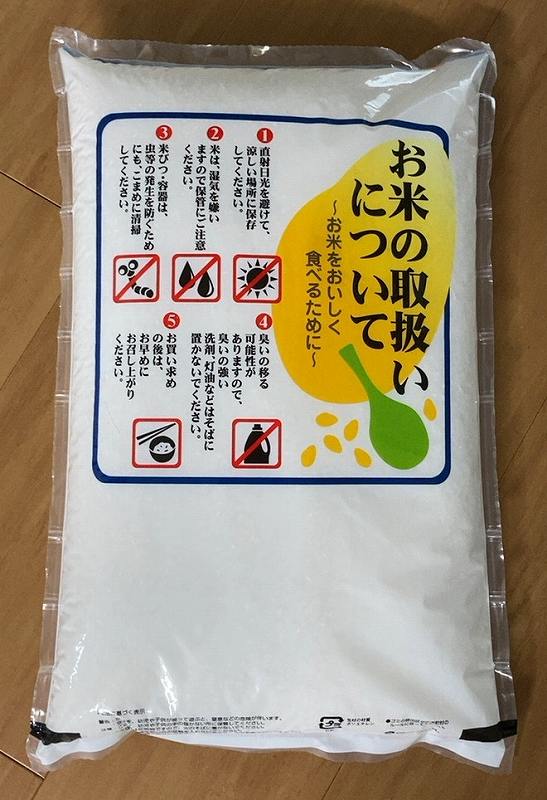 お米の取扱い
について
～お米をおいしく
食べるために～
1
直射日光を避けて、
涼しい場所に保存
してください。
2
米は、湿気を嫌い
ますので保管にご注意
ください。
3
米びつ・容器は、
虫等の発生を防ぐため
にも、こまめに清掃
してください。
4
臭いの移る
可能性が
ありますので、
臭いの強い
洗剤・灯油などはそばに
置かないでください。
5
お買い求め
の後は、
お早めに
お召し上がり
ください。
プラ